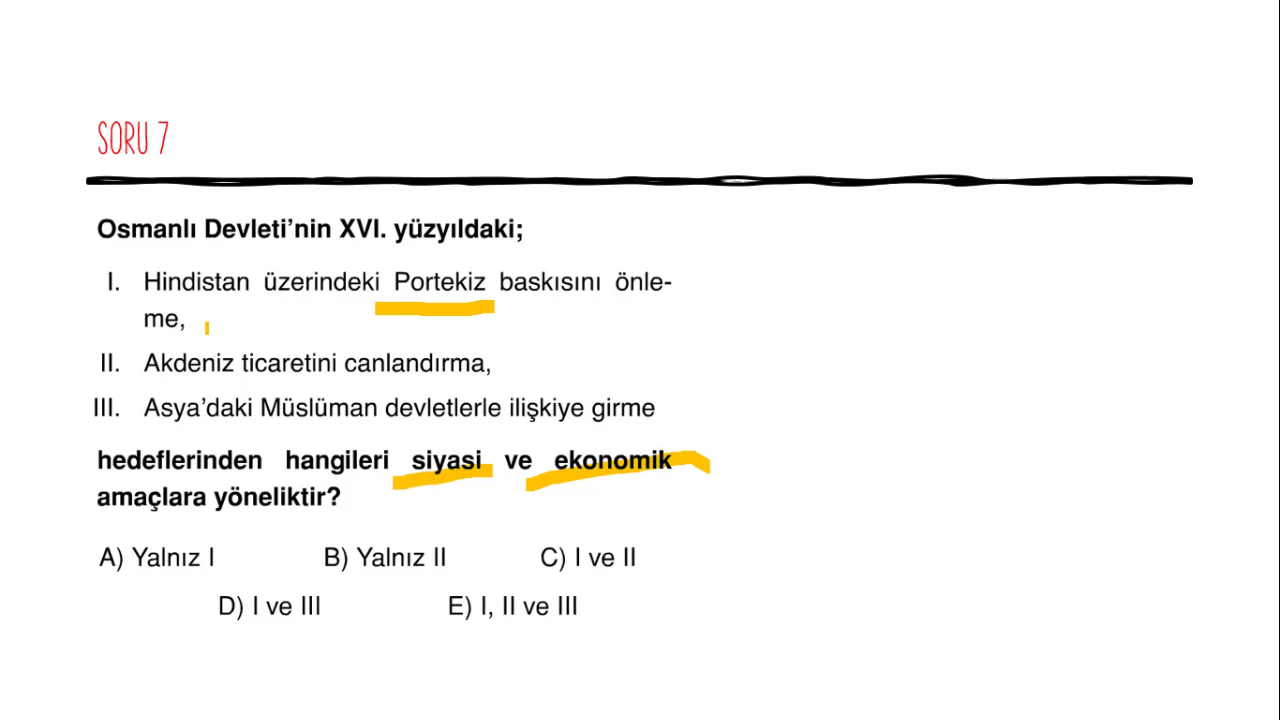 SORU 7
Osmanlı Devleti'nin XVI. yüzyıldaki;
I. Hindistan üzerindeki Portekiz baskısını önle-
me,
II. Akdeniz ticaretini canlandırma,
III. Asya'daki Müslüman devletlerle ilişkiye girme
hedeflerinden hangileri siyasi ve ekonomik
amaçlara yöneliktir?
A) Yalnız I B) Yalnız II C) I ve II
D) I ve III E) I, II ve III